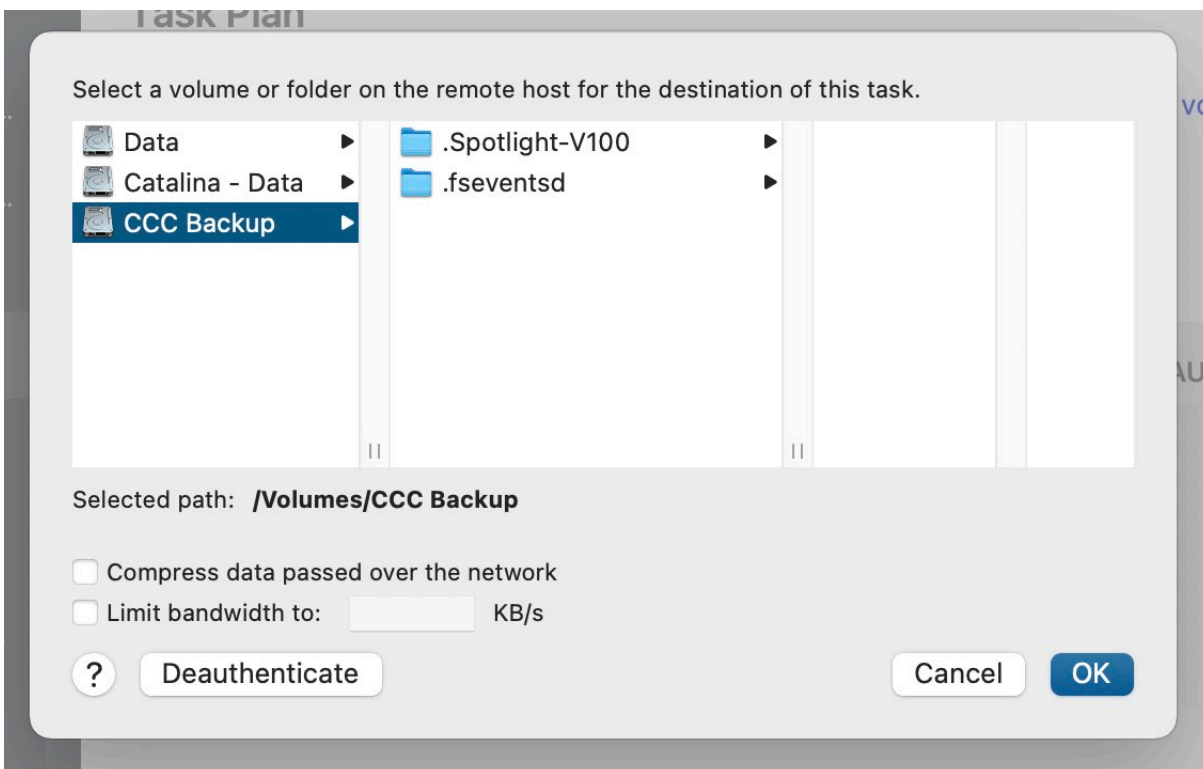 Task Plan
Select a volume or folder on the remote host for the destination of this task.
Data
Catalina - Data
CCC Backup
.Spotlight-V100
.fseventsd
Selected path: /Volumes/CCC Backup
Compress data passed over the network
Limit bandwidth to: KB/s
? Deauthenticate Cancel OK